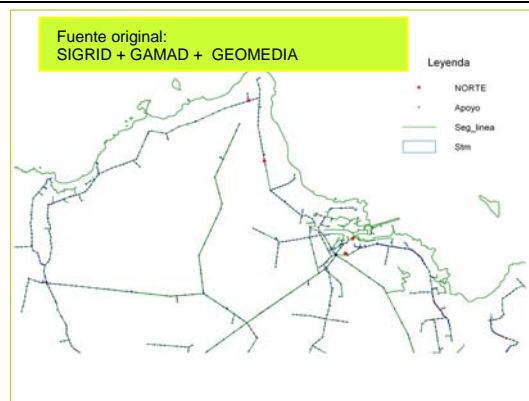 Fuente original:
SIGRID + GAMAD + GEOMEDIA
Leyenda
NORTE
Apoyo
Seg_linea
Stm